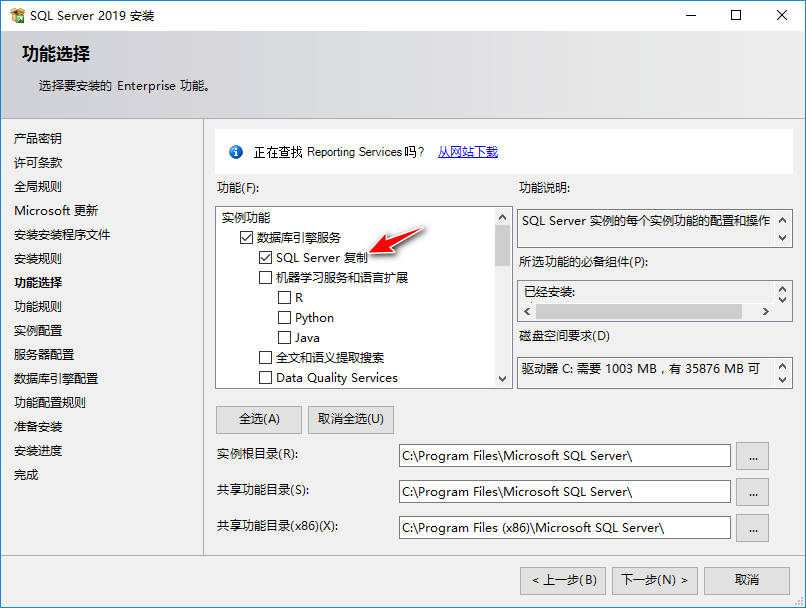 SQL Server 2019 安装
功能选择
选择要安装的 Enterprise 功能。
产品密钥
许可条款
全局规则
Microsoft 更新
安装安装程序文件
安装规则
功能选择
功能规则
实例配置
服务器配置
数据库引擎配置
功能配置规则
准备安装
安装进度
完成
正在查找 Reporting Services 吗? 从网站下载
功能(F):
实例功能
数据库引擎服务
SQL Server 复制
机器学习服务和语言扩展
R
Python
Java
全文和语义提取搜索
Data Quality Services
功能说明:
SQL Server 实例的每个实例功能的配置和操作
所选功能的必备组件(P):
已经安装:
磁盘空间要求(D)
驱动器 C: 需要 1003 MB，有 35876 MB 可
全选(A) 取消全选(U)
实例根目录(R): C:\Program Files\Microsoft SQL Server\ ...
共享功能目录(S): C:\Program Files\Microsoft SQL Server\ ...
共享功能目录(x86)(X): C:\Program Files (x86)\Microsoft SQL Server\ ...
< 上一步(B) 下一步(N) > 取消